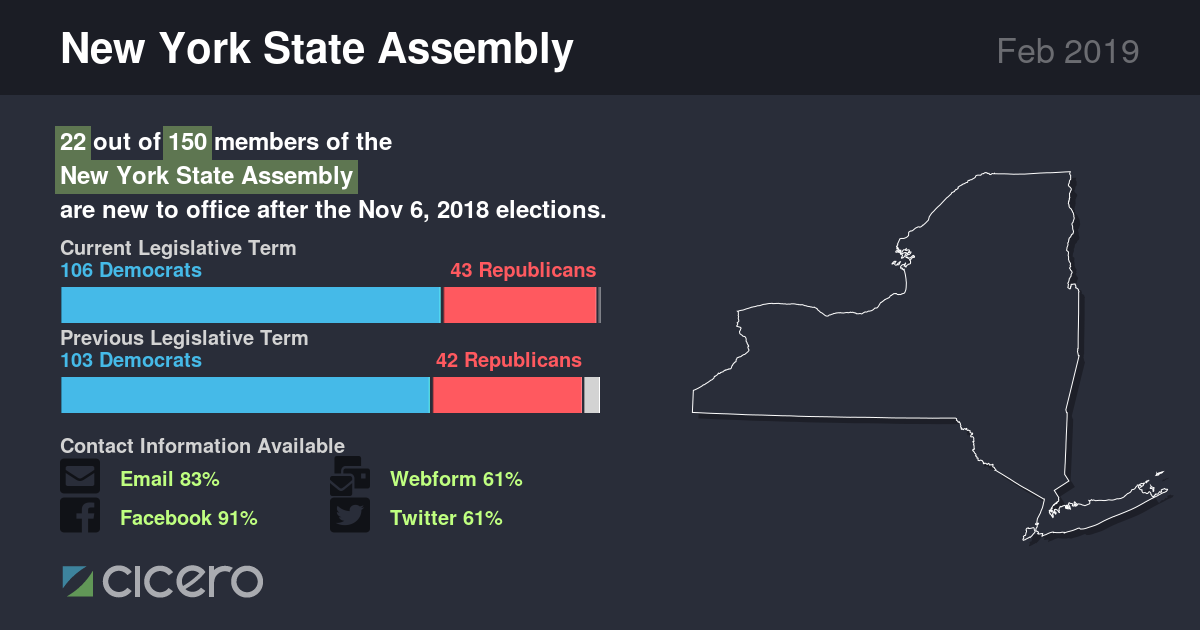 New York State Assembly
Feb 2019
22 out of 150 members of the
New York State Assembly
are new to office after the Nov 6, 2018 elections.
Current Legislative Term
106 Democrats 43 Republicans
Previous Legislative Term
103 Democrats 42 Republicans
Contact Information Available
Email 83% Webform 61%
Facebook 91% Twitter 61%
cicero